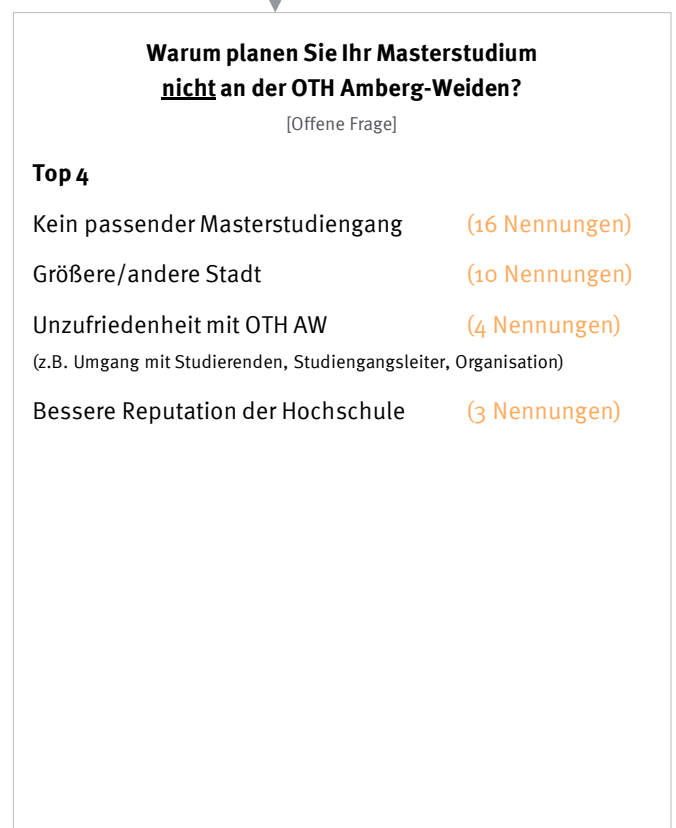 Warum planen Sie Ihr Masterstudium
nicht an der OTH Amberg-Weiden?
[Offene Frage]
Top 4
Kein passender Masterstudiengang (16 Nennungen)
Größere/andere Stadt (10 Nennungen)
Unzufriedenheit mit OTH AW (4 Nennungen)
(z.B. Umgang mit Studierenden, Studiengangsleiter, Organisation)
Bessere Reputation der Hochschule (3 Nennungen)